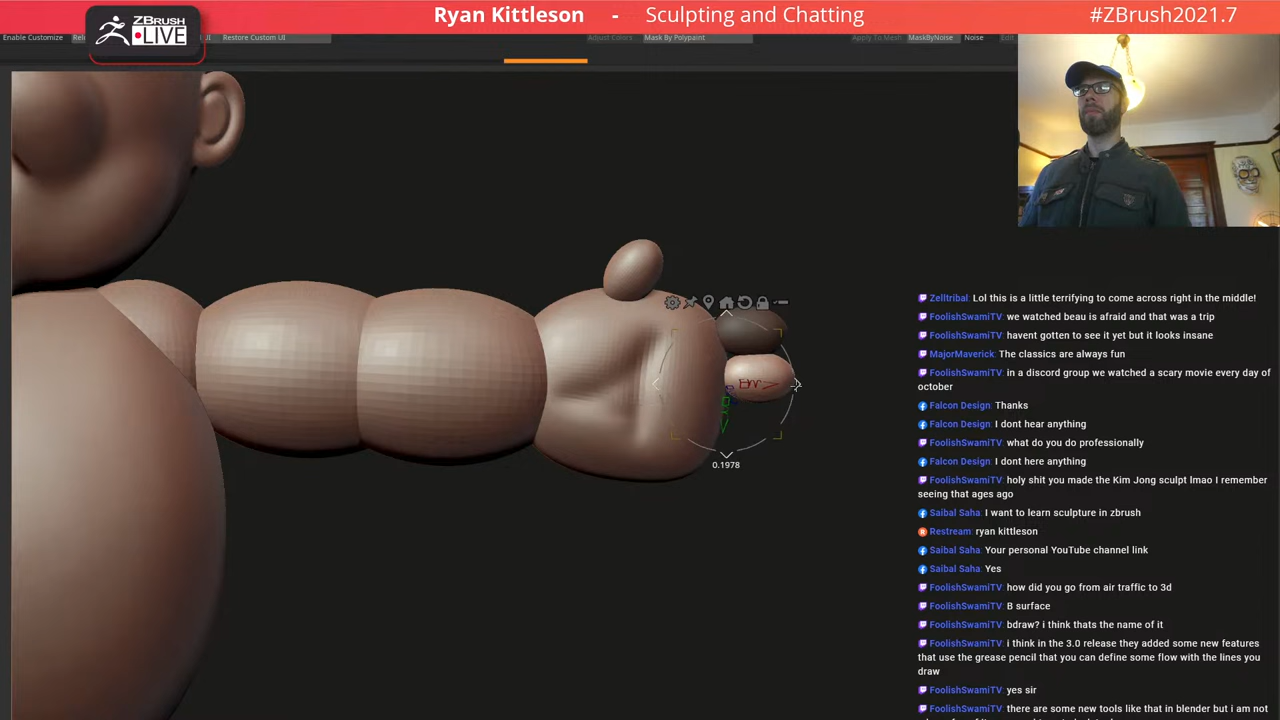 Ryan Kittleson - Sculpting and Chatting #ZBrush2021.7
ZBRUSH
LIVE
Enable Customize UI Restore Custom UI Adjust Colors Mask By Polypaint Apply To Mesh MaskByNoise Noise Edit
Zelltribal: Lol this is a little terrifying to come across right in the middle!
FoolishSwamiTV: we watched beau is afraid and that was a trip
FoolishSwamiTV: havent gotten to see it yet but it looks insane
MajorMaverick: The classics are always fun
FoolishSwamiTV: in a discord group we watched a scary movie every day of
october
Falcon Design: Thanks
Falcon Design: I dont hear anything
FoolishSwamiTV: what do you do professionally
Falcon Design: I dont here anything
FoolishSwamiTV: holy shit you made the Kim Jong sculpt lmao I remember
seeing that ages ago
Saibal Saha: I want to learn sculpture in zbrush
Restream: ryan kittleson
Saibal Saha: Your personal YouTube channel link
Saibal Saha: Yes
FoolishSwamiTV: how did you go from air traffic to 3d
FoolishSwamiTV: B surface
FoolishSwamiTV: bdraw? i think thats the name of it
FoolishSwamiTV: i think in the 3.0 release they added some new features
that use the grease pencil that you can define some flow with the lines you
draw
FoolishSwamiTV: yes sir
FoolishSwamiTV: there are some new tools like that in blender but i am not
0.1978